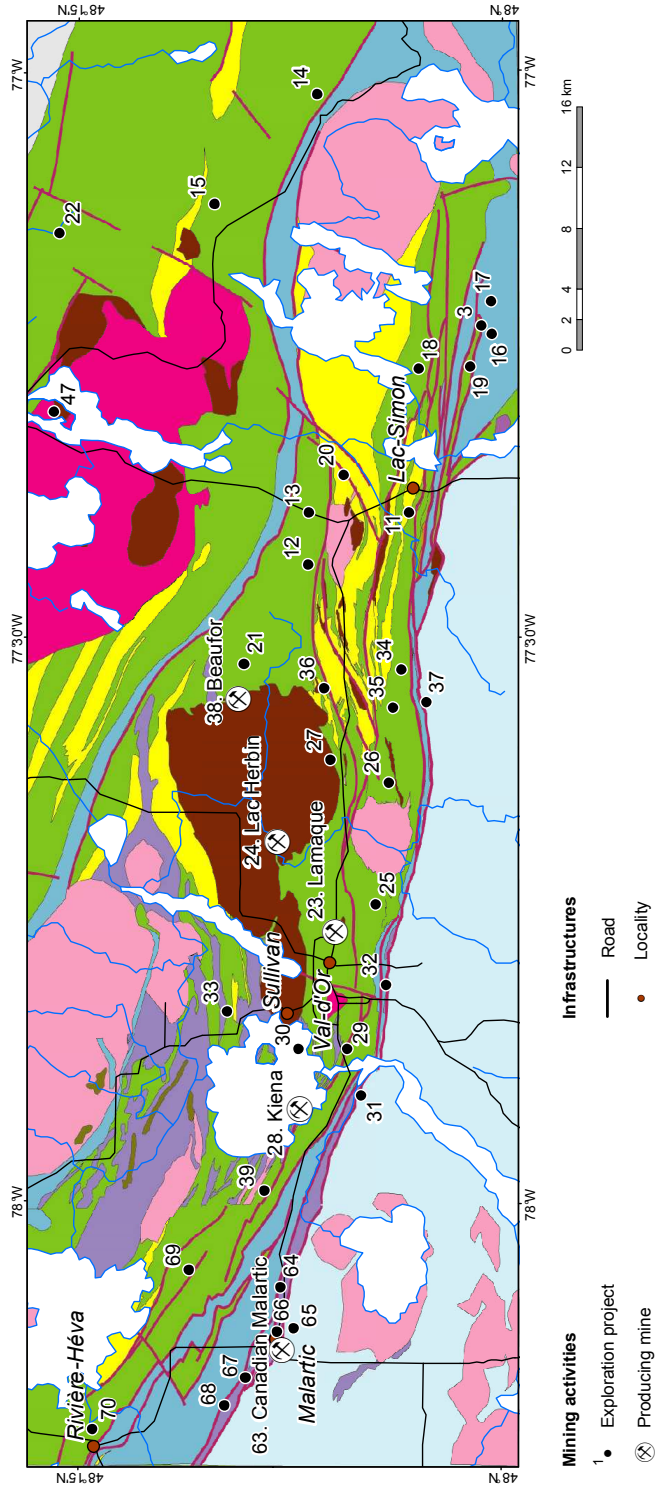 48°15'N
48°N
77°W
14
22
15
16 km
12
8
4
2
0
17
3
16
19
18
47
Lac-Simon
20
13
11
12
77°30'W
21
38. Beaufor
34
36
35
37
27
26
24. Lac Herbin
23. Lamaque
25
Sullivan
Val-d'Or
32
33
30
29
28. Kiena
31
39
78°W
69
64
66
65
63. Canadian Malartic
Malartic
67
68
Rivière-Héva
70
48°15'N
48°N
Mining activities
1 Exploration project
Producing mine
Infrastructures
Road
Locality